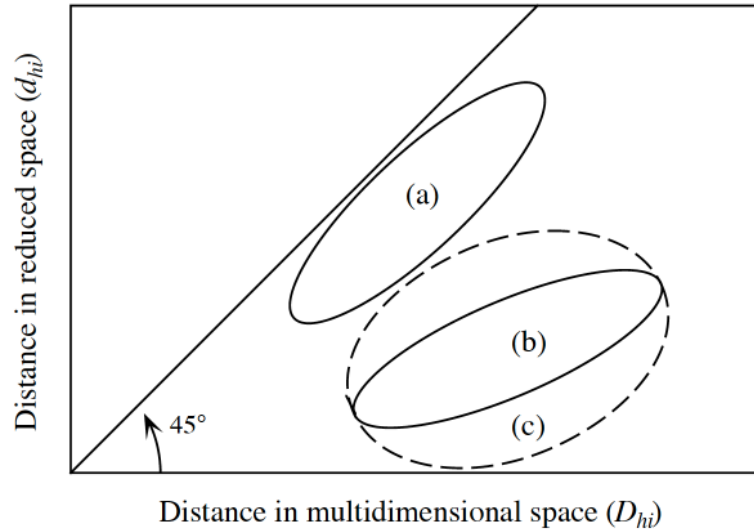 Distance in reduced space (d_hi)
(a)
(b)
(c)
45°
Distance in multidimensional space (D_hi)